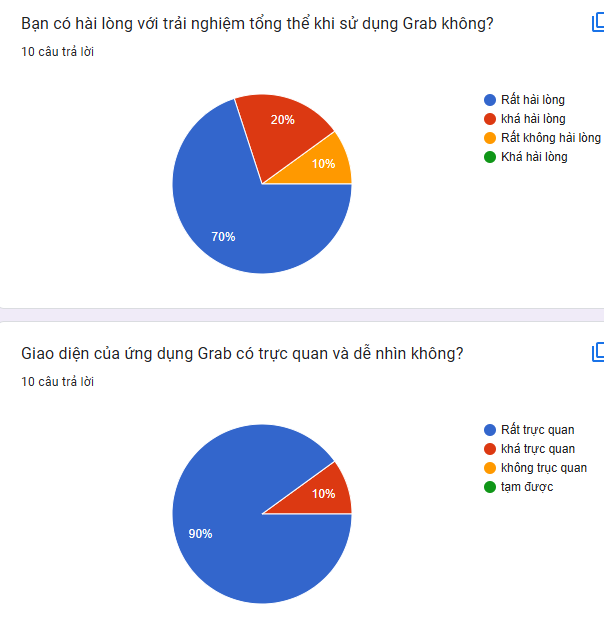 Bạn có hài lòng với trải nghiệm tổng thể khi sử dụng Grab không?
10 câu trả lời
20%
10%
70%
Rất hài lòng
khá hài lòng
Rất không hài lòng
Khá hài lòng
Giao diện của ứng dụng Grab có trực quan và dễ nhìn không?
10 câu trả lời
10%
90%
Rất trực quan
khá trực quan
không trục quan
tạm được